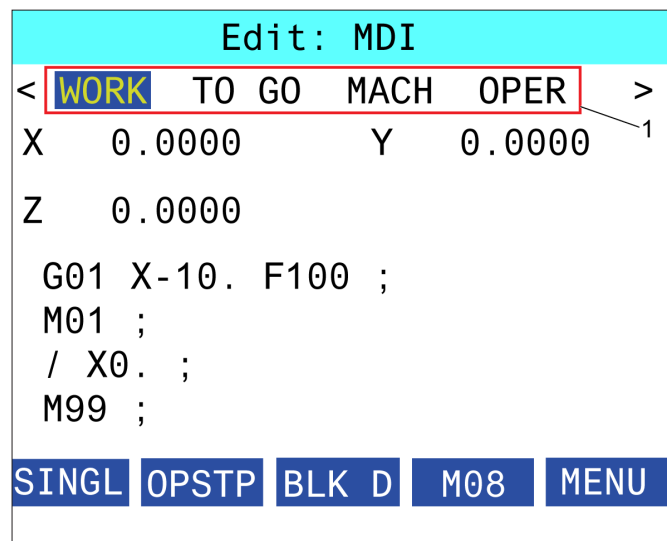 Edit: MDI
< WORK TO GO MACH OPER >
1
X 0.0000 Y 0.0000
Z 0.0000
G01 X-10. F100 ;
M01 ;
/ X0. ;
M99 ;
SINGL OPSTP BLK D M08 MENU